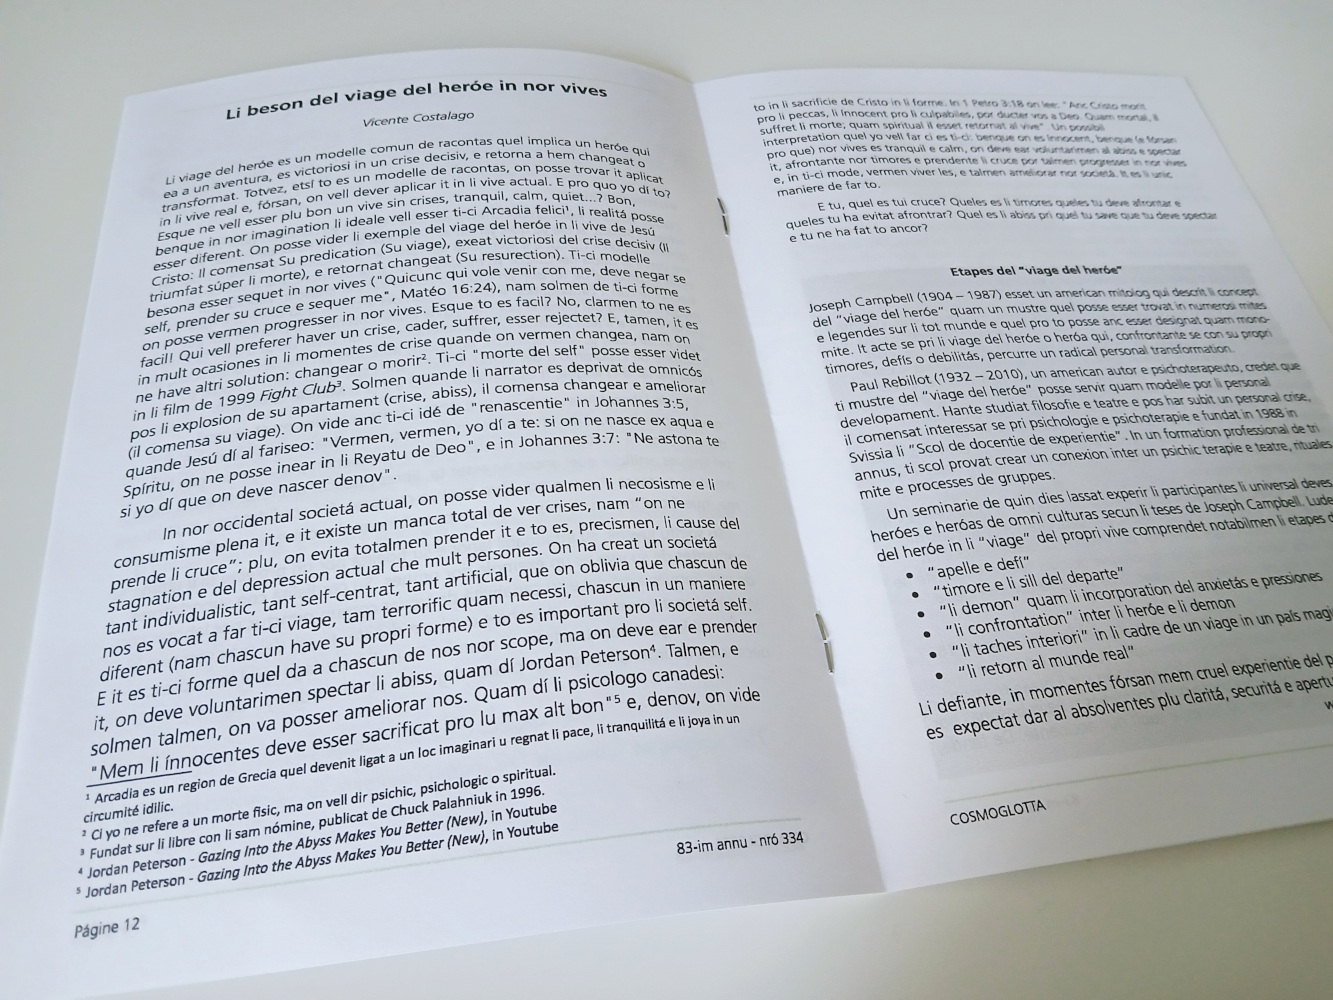 Li beson del viage del heróe in nor vives
Vicente Costalago
Li viage del heróe es un modelle comun de racontas quel implica un heróe qui
ea a un aventura, es victoriosi in un crise decisiv, e retorna a hem changeat o
transformat. Totvez, etsí to es un modelle de racontas, on posse trovar it aplicat
in li vive real e, fórsan, on vell dever aplicar it in li vive actual. E pro quo yo dí to?
Esque ne vell esser plu bon un vive sin crises, tranquil, calm, quiet...? Bon,
benque in nor imagination li ideale vell esser ti-ci Arcadia felici¹, li realitá posse
esser diferent. On posse vider li exemple del viage del heróe in li vive de Jesú
Cristo: Il comensat Su predication (Su viage), exeat victoriosi del crise decisiv (Il
triumfat súper li morte), e retornat changeat (Su resurection). Ti-ci modelle
besona esser sequet in nor vives ("Quicunc qui vole venir con me, deve negar se
self, prender su cruce e sequer me", Matéo 16:24), nam solmen de ti-ci forme
on posse vermen progresser in nor vives. Esque to es facil? No, clarmen to ne es
facil! Qui vell preferer haver un crise, cader, suffrer, esser rejectet? E, tamen, it es
in mult ocasiones in li momentes de crise quande on vermen changea, nam on
ne have altri solution: changear o morir². Ti-ci "morte del self" posse esser videt
in li film de 1999 Fight Club³. Solmen quande li narrator es deprivat de omnicós
pos li explosion de su apartament (crise, abiss), il comensa changear e ameliorar
(il comensa su viage). On vide anc ti-ci idé de "renascentie" in Johannes 3:5,
quande Jesú dí al fariseo: "Vermen, vermen, yo dí a te: si on ne nasce ex aqua e
Spíritu, on ne posse inear in li Reyatu de Deo", e in Johannes 3:7: "Ne astona te
si yo dí que on deve nascer denov".
In nor occidental societá actual, on posse vider qualmen li necosisme e li
consumisme plena it, e it existe un manca total de ver crises, nam "on ne
prende li cruce"; plu, on evita totalmen prender it e to es, precismen, li cause del
stagnation e del depression actual che mult persones. On ha creat un societá
tant individualistic, tant self-centrat, tant artificial, que on oblivia que chascun de
nos es vocat a far ti-ci viage, tam terrorific quam necessi, chascun in un maniere
diferent (nam chascun have su propri forme) e to es important pro li societá self.
E it es ti-ci forme quel da a chascun de nos nor scope, ma on deve ear e prender
it, on deve voluntarimen spectar li abiss, quam dí Jordan Peterson⁴. Talmen, e
solmen talmen, on va posser ameliorar nos. Quam dí li psicologo canadesi:
"Mem li ínnocentes deve esser sacrificat pro lu max alt bon"⁵ e, denov, on vide
¹ Arcadia es un region de Grecia quel devenit ligat a un loc imaginari u regnat li pace, li tranquilitá e li joya in un
circumité idilic.
² Ci yo ne refere a un morte fisic, ma on vell dir psichic, psichologic o spiritual.
³ Fundat sur li libre con li sam nómine, publicat de Chuck Palahniuk in 1996.
⁴ Jordan Peterson - Gazing Into the Abyss Makes You Better (New), in Youtube
⁵ Jordan Peterson - Gazing Into the Abyss Makes You Better (New), in Youtube
83-im annu - nró 334
Págine 12
to in li sacrificie de Cristo in li forme. In 1 Petro 3:18 on lee: "Anc Cristo morit
pro li peccas, li ínnocent pro li culpabiles, por ducter vos a Deo. Quam mortal, il
suffret li morte; quam spiritual il esset retornat al vive". Un possibil
interpretation quel yo vell far ci es ti-ci: benque on es ínnocent, benque (e fórsan
pro que) nor vives es tranquil e calm, on deve ear voluntarimen al abiss e spectar
it, afrontante nor timores e prendente li cruce por talmen progresser in nor vives
e, in ti-ci mode, vermen viver les, e talmen ameliorar nor societá. It es li unic
maniere de far to.
E tu, quel es tui cruce? Queles es li timores queles tu deve afrontar e
queles tu ha evitat afrontrar? Quel es li abiss pri quel tu save que tu deve spectar
e tu ne ha fat to ancor?
Etapes del "viage del heróe"
Joseph Campbell (1904 – 1987) esset un american mitolog qui descrit li concept
del "viage del heróe" quam un mustre quel posse esser trovat in numerosi mites
e legendes sur li tot munde e quel pro to posse anc esser designat quam mono-
mite. It acte se pri li viage del heróe o heróa qui, confrontante se con su propri
timores, defis o debilitás, percurre un radical personal transformation.
Paul Rebillot (1932 – 2010), un american autor e psichoterapeuto, credet que
ti mustre del "viage del heróe" posse servir quam modelle por li personal
developament. Hante studiat filosofie e teatre e pos har subit un personal crise,
il comensat interessar se pri psichologie e psichoterapie e fundat in 1988 in
Svissia li "Scol de docentie de experientie". In un formation professional de tri
annus, ti scol provat crear un conexion inter un psichic terapie e teatre, rituales,
mite e processes de gruppes.
Un seminarie de quin dies lassat experir li participantes li universal deves
heróes e heróas de omni culturas secun li teses de Joseph Campbell. Lude
del heróe in li "viage" del propri vive comprendet notabilmen li etapes
• "apelle e defí"
• "timore e li sill del departe"
• "li demon" quam li incorporation del anxietás e pressiones
• "li confrontation" inter li heróe e li demon
• "li taches interiori" in li cadre de un viage in un país magi
• "li retorn al munde real"
Li defiante, in momentes fórsan mem cruel experientie del
es expectat dar al absolventes plu claritá, securitá e apertu
COSMOGLOTTA